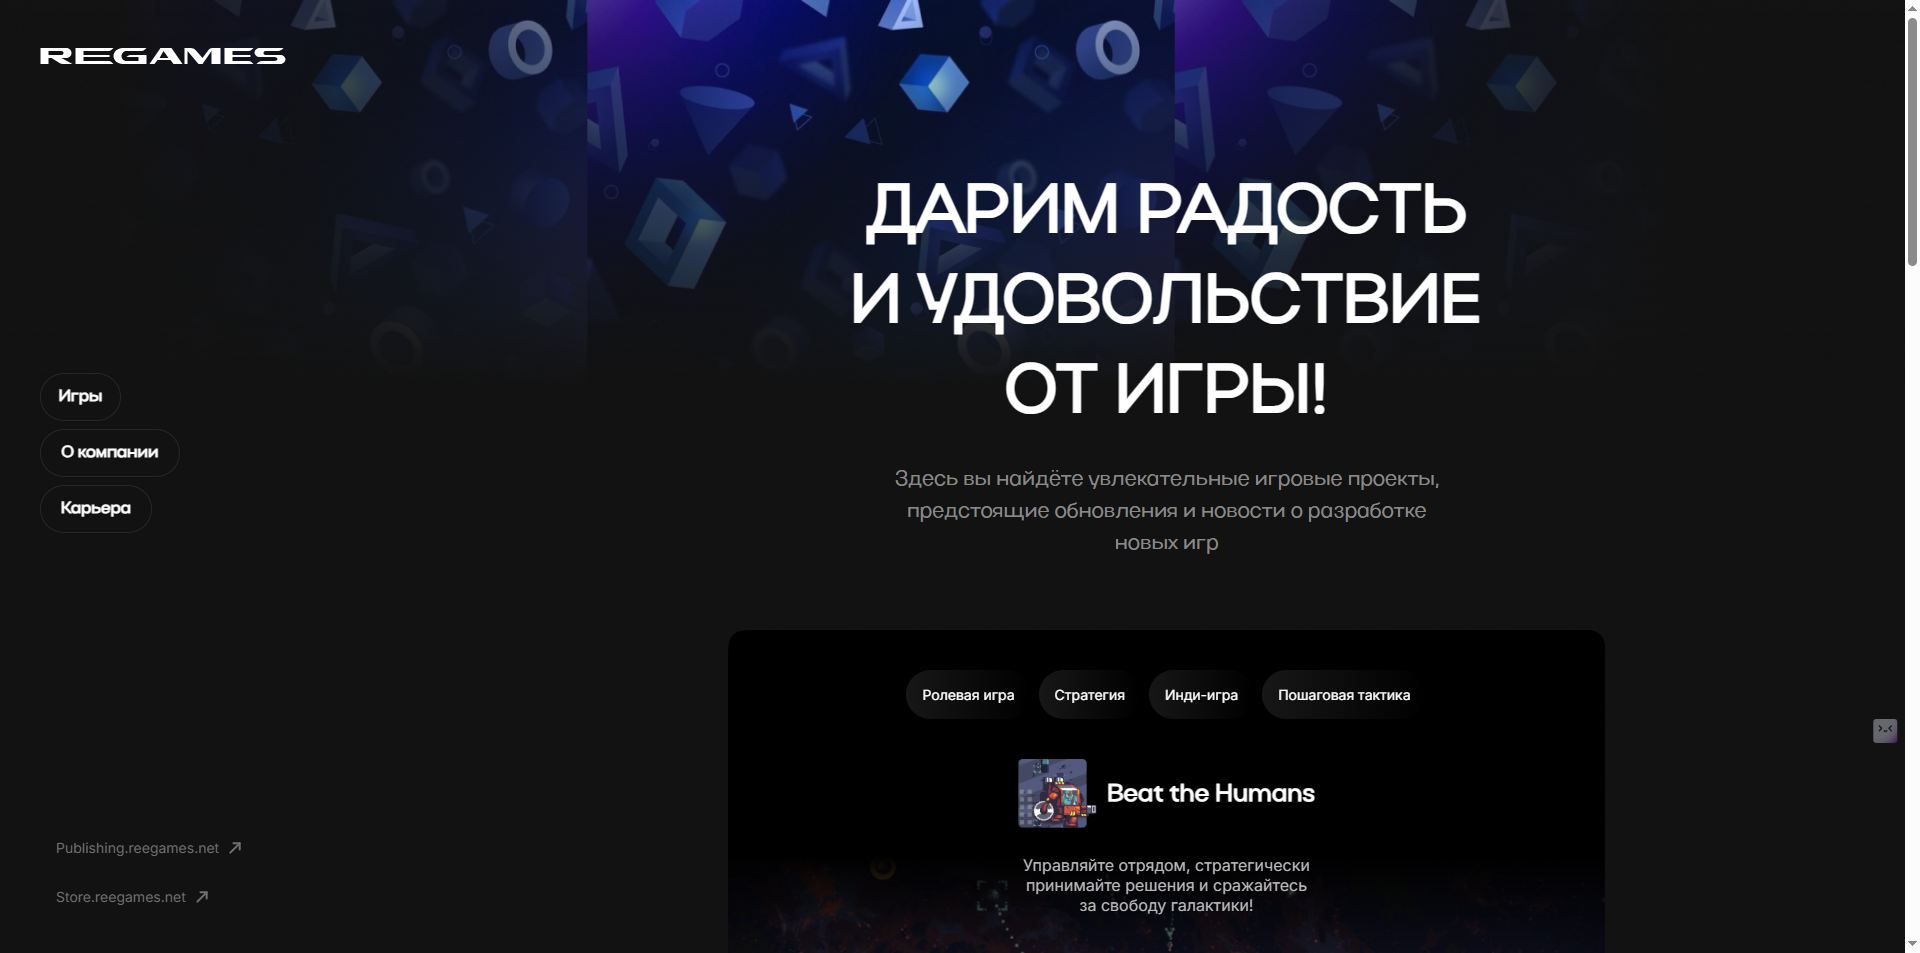 REGAMES
ДАРИМ РАДОСТЬ
И УДОВОЛЬСТВИЕ
ОТ ИГРЫ!
Игры
О компании
Карьера
Здесь вы найдёте увлекательные игровые проекты,
предстоящие обновления и новости о разработке
новых игр
Ролевая игра
Стратегия
Инди-игра
Пошаговая тактика
Beat the Humans
Управляйте отрядом, стратегически
принимайте решения и сражайтесь
за свободу галактики!
Publishing.reegames.net
Store.reegames.net